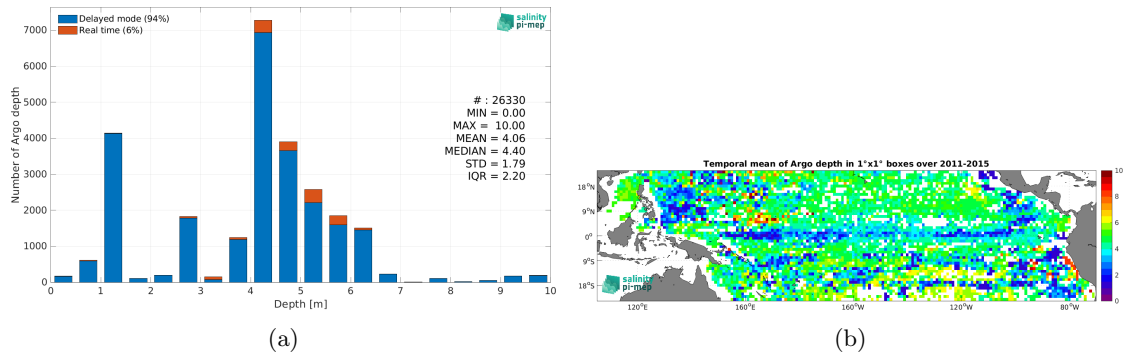 Delayed mode (94%)
Real time (6%)
salinity
pi-mep
Number of Argo depth
7000
6000
5000
4000
3000
2000
1000
0
# : 26330
MIN = 0.00
MAX = 10.00
MEAN = 4.06
MEDIAN = 4.40
STD = 1.79
IQR = 2.20
0 1 2 3 4 5 6 7 8 9 10
Depth [m]
(a)
Temporal mean of Argo depth in 1°x1° boxes over 2011-2015
18°N
9°N
0°
9°S
18°S
salinity
pi-mep
120°E 160°E 160°W 120°W 80°W
10
8
6
4
2
0
(b)